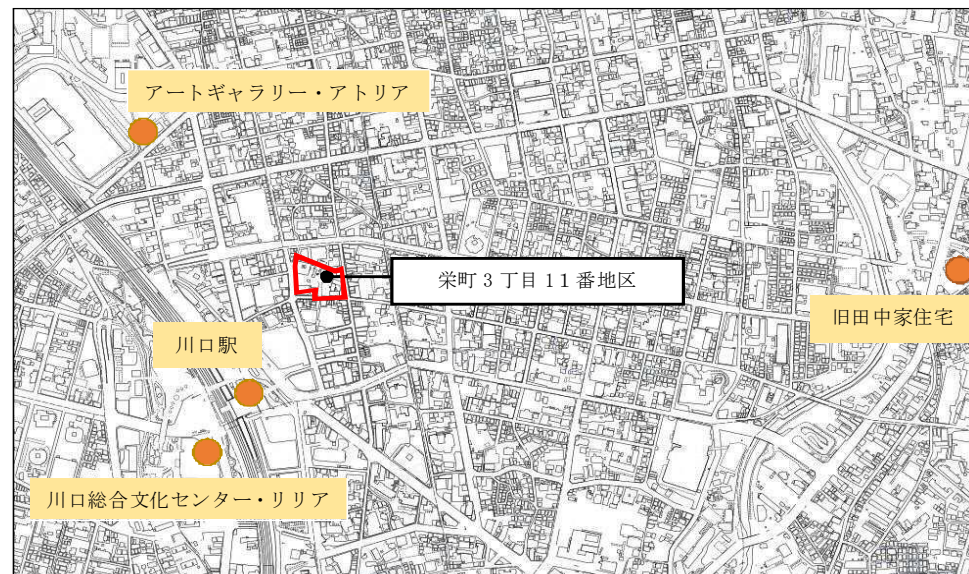 アートギャラリー・アトリア
栄町3丁目11番地区
旧田中家住宅
川口駅
川口総合文化センター・リリア